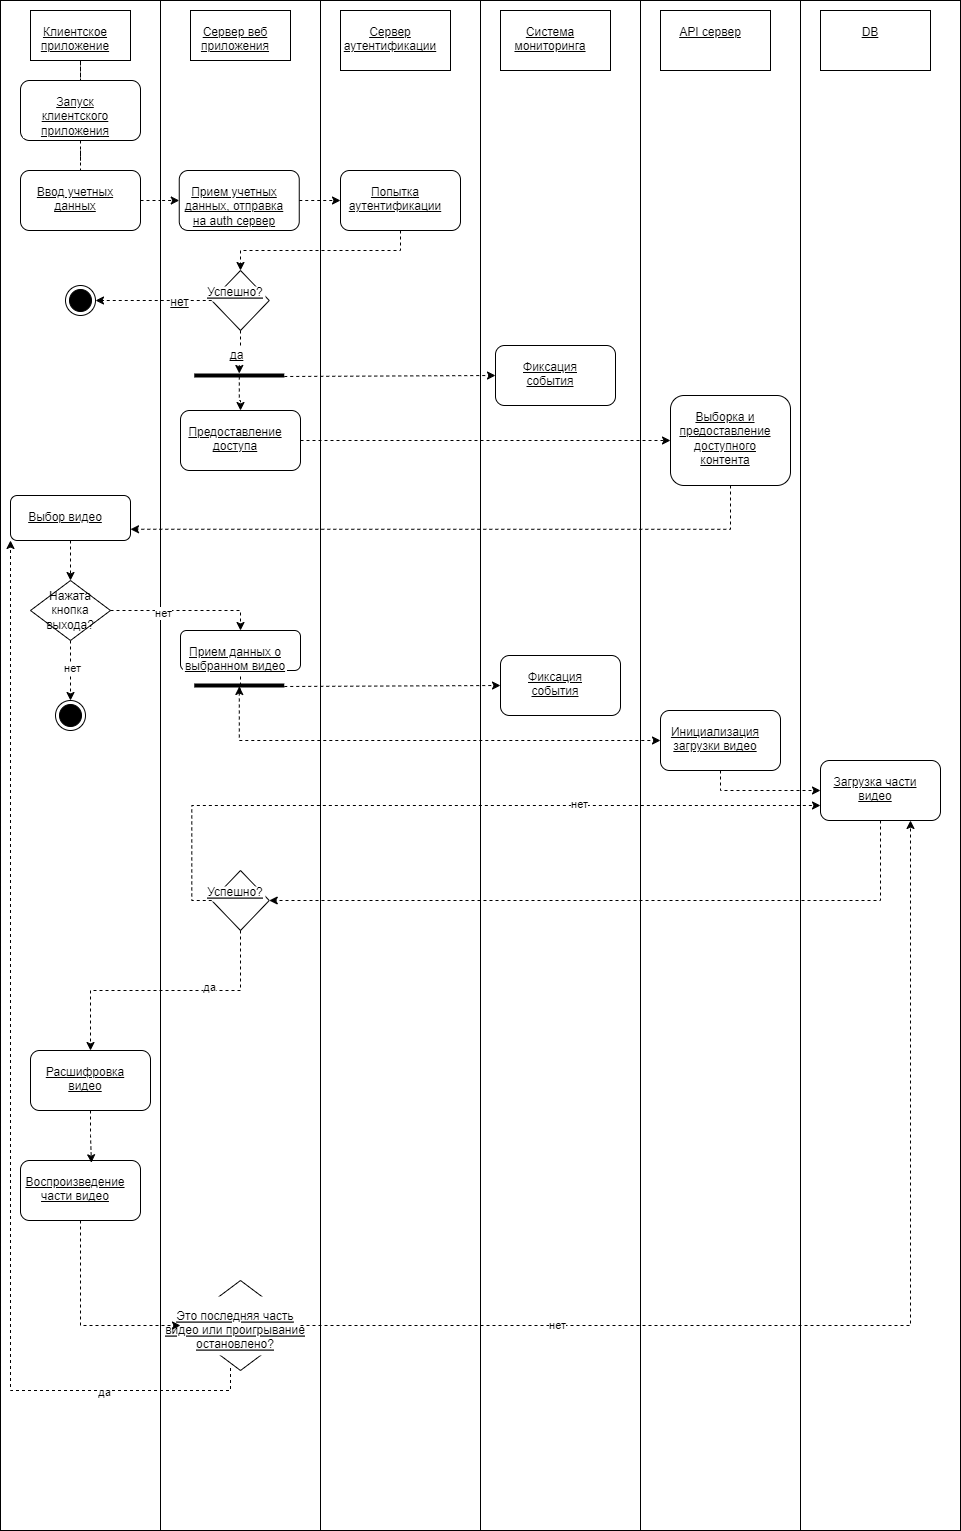 Клиентское
приложение
Сервер веб
приложения
Сервер
аутентификации
Система
мониторинга
API сервер
DB
Запуск
клиентского
приложения
Ввод учетных
данных
Прием учетных
данных, отправка
на auth сервер
Попытка
аутентификации
Успешно?
нет
да
Фиксация
события
Предоставление
доступа
Выборка и
предоставление
доступного
контента
Выбор видео
Нажата
кнопка
выхода?
нет
нет
Прием данных о
выбранном видео
Фиксация
события
Инициализация
загрузки видео
Загрузка части
видео
нет
Успешно?
да
Расшифровка
видео
Воспроизведение
части видео
Это последняя часть
видео или проигрывание
остановлено?
нет
да